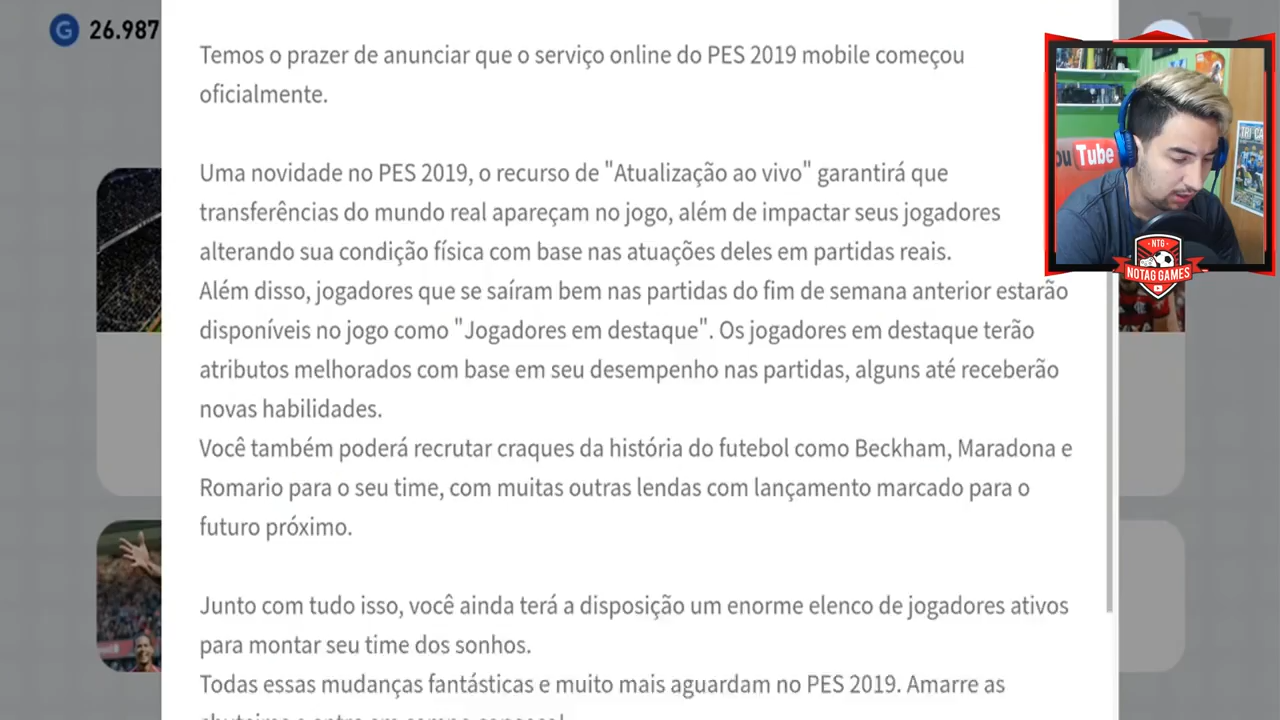 G 26.987
Temos o prazer de anunciar que o serviço online do PES 2019 mobile começou
oficialmente.
Uma novidade no PES 2019, o recurso de "Atualização ao vivo" garantirá que
transferências do mundo real apareçam no jogo, além de impactar seus jogadores
alterando sua condição física com base nas atuações deles em partidas reais.
Além disso, jogadores que se saíram bem nas partidas do fim de semana anterior estarão
disponíveis no jogo como "Jogadores em destaque". Os jogadores em destaque terão
atributos melhorados com base em seu desempenho nas partidas, alguns até receberão
novas habilidades.
Você também poderá recrutar craques da história do futebol como Beckham, Maradona e
Romario para o seu time, com muitas outras lendas com lançamento marcado para o
futuro próximo.
Junto com tudo isso, você ainda terá a disposição um enorme elenco de jogadores ativos
para montar seu time dos sonhos.
Todas essas mudanças fantásticas e muito mais aguardam no PES 2019. Amarre as
ou Tube
TRI CA
NTG
NOTAG GAMES